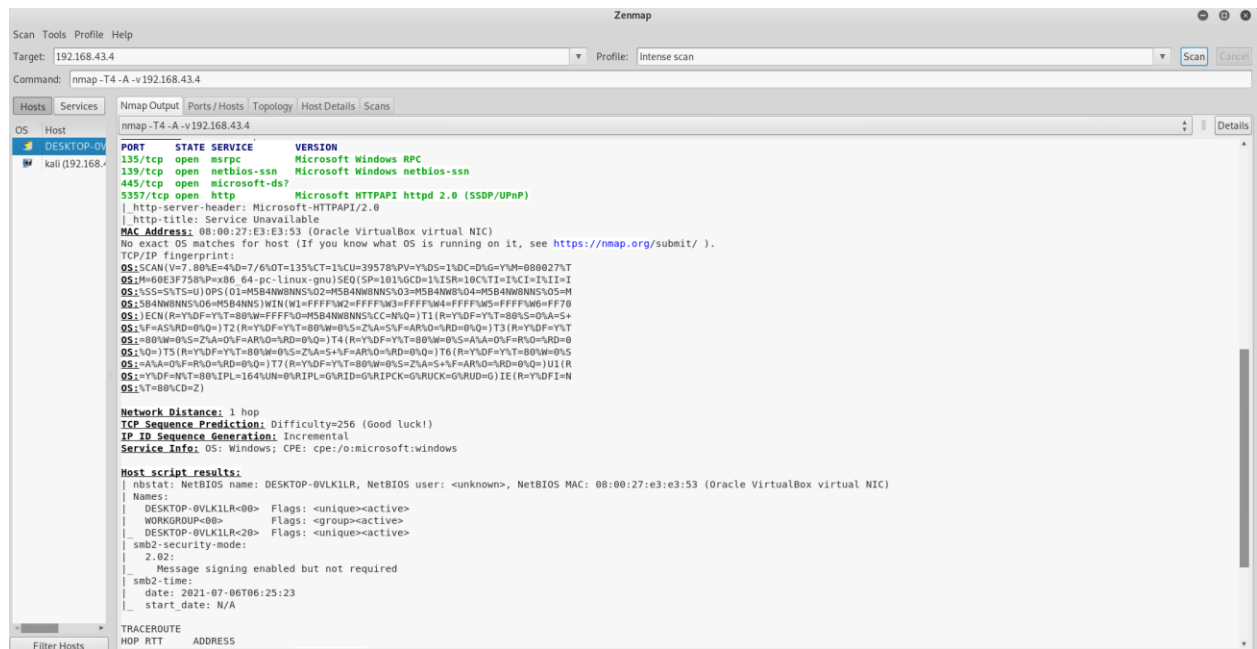 Zenmap
Scan Tools Profile Help
Target: 192.168.43.4 Profile: Intense scan Scan Cancel
Command: nmap -T4 -A -v 192.168.43.4
Hosts Services Nmap Output Ports / Hosts Topology Host Details Scans
OS Host nmap -T4 -A -v 192.168.43.4 Details
DESKTOP-0V
kali (192.168.4
PORT STATE SERVICE VERSION
135/tcp open msrpc Microsoft Windows RPC
139/tcp open netbios-ssn Microsoft Windows netbios-ssn
445/tcp open microsoft-ds?
5357/tcp open http Microsoft HTTPAPI httpd 2.0 (SSDP/UPnP)
|_http-server-header: Microsoft-HTTPAPI/2.0
|_http-title: Service Unavailable
MAC Address: 08:00:27:E3:E3:53 (Oracle VirtualBox virtual NIC)
No exact OS matches for host (If you know what OS is running on it, see https://nmap.org/submit/ ).
TCP/IP fingerprint:
OS:SCAN(V=7.80%E=4%D=7/6%OT=135%CT=1%CU=39578%PV=Y%DS=1%DC=D%G=Y%M=080027%T
OS:M=60E3F758%P=x86_64-pc-linux-gnu)SEQ(SP=101%GCD=1%ISR=10C%TI=I%CI=I%II=I
OS:%SS=S%TS=U)OPS(O1=M5B4NW8NNS%O2=M5B4NW8NNS%O3=M5B4NW8%O4=M5B4NW8NNS%O5=M
OS:5B4NW8NNS%O6=M5B4NNS)WIN(W1=FFFF%W2=FFFF%W3=FFFF%W4=FFFF%W5=FFFF%W6=FF70
OS:)ECN(R=Y%DF=Y%T=80%W=FFFF%O=M5B4NW8NNS%CC=N%Q=)T1(R=Y%DF=Y%T=80%S=O%A=S+
OS:%F=AS%RD=0%Q=)T2(R=Y%DF=Y%T=80%W=0%S=Z%A=S%F=AR%O=%RD=0%Q=)T3(R=Y%DF=Y%T
OS:=80%W=0%S=Z%A=O%F=AR%O=%RD=0%Q=)T4(R=Y%DF=Y%T=80%W=0%S=A%A=O%F=R%O=%RD=0
OS:%Q=)T5(R=Y%DF=Y%T=80%W=0%S=Z%A=S+%F=AR%O=%RD=0%Q=)T6(R=Y%DF=Y%T=80%W=0%S
OS:=A%A=O%F=R%O=%RD=0%Q=)T7(R=Y%DF=Y%T=80%W=0%S=Z%A=S+%F=AR%O=%RD=0%Q=)U1(R
OS:=Y%DF=N%T=80%IPL=164%UN=0%RIPL=G%RID=G%RIPCK=G%RUCK=G%RUD=G)IE(R=Y%DFI=N
OS:%T=80%CD=Z)
Network Distance: 1 hop
TCP Sequence Prediction: Difficulty=256 (Good luck!)
IP ID Sequence Generation: Incremental
Service Info: OS: Windows; CPE: cpe:/o:microsoft:windows
Host script results:
| nbstat: NetBIOS name: DESKTOP-0VLK1LR, NetBIOS user: <unknown>, NetBIOS MAC: 08:00:27:e3:e3:53 (Oracle VirtualBox virtual NIC)
| Names:
| DESKTOP-0VLK1LR<00> Flags: <unique><active>
| WORKGROUP<00> Flags: <group><active>
|_ DESKTOP-0VLK1LR<20> Flags: <unique><active>
| smb2-security-mode:
| 2.02:
|_ Message signing enabled but not required
| smb2-time:
| date: 2021-07-06T06:25:23
|_ start_date: N/A
TRACEROUTE
HOP RTT ADDRESS
Filter Hosts